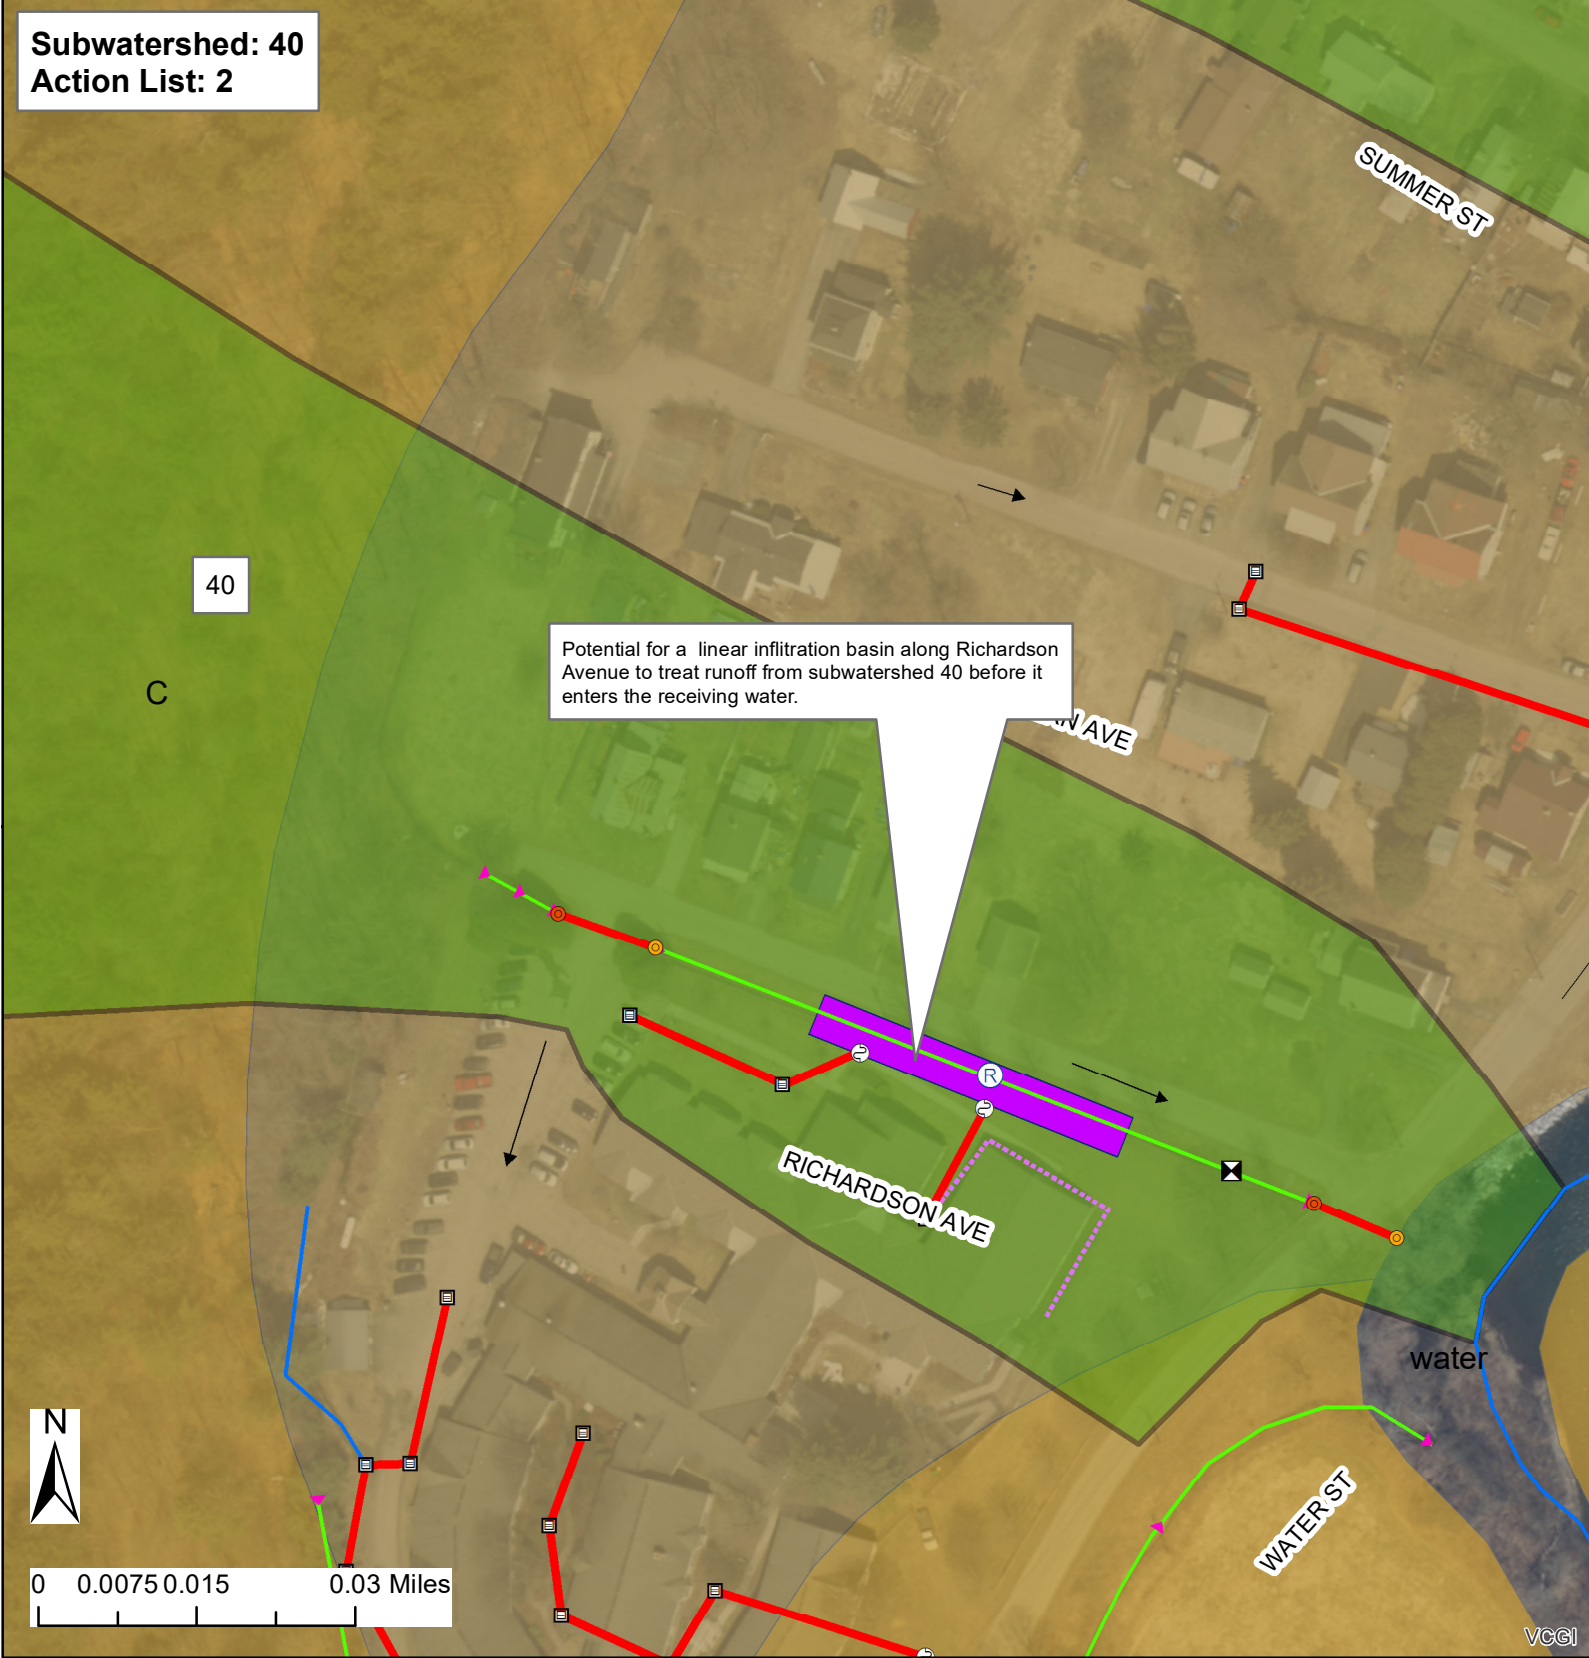 Subwatershed: 40
Action List: 2
SUMMER ST
40
C
Potential for a  linear inflitration basin along Richardson
Avenue to treat runoff from subwatershed 40 before it
enters the receiving water.
AVE
R
RICHARDSON AVE
water
WATER ST
N
0 0.0075 0.015 0.03 Miles
VCGI